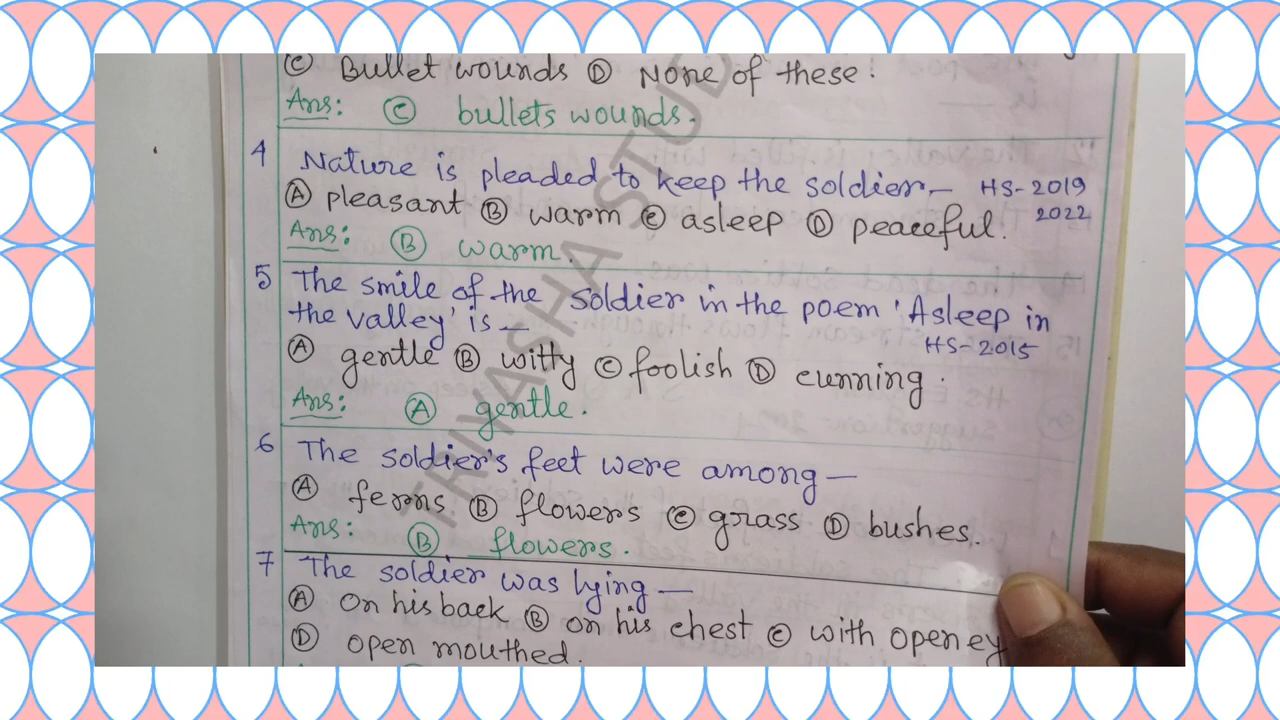 Ⓒ Bullet wounds Ⓓ None of these.
Ans: Ⓒ bullets wounds.
4 Nature is pleaded to keep the soldier – HS-2019
2022
Ⓐ pleasant Ⓑ warm Ⓒ asleep Ⓓ peaceful.
Ans: Ⓑ warm.
5 The smile of the soldier in the poem 'Asleep in
the valley' is –
HS-2015
Ⓐ gentle Ⓑ witty Ⓒ foolish Ⓓ cunning.
Ans: Ⓐ gentle.
6 The soldier's feet were among –
Ⓐ ferns Ⓑ flowers Ⓒ grass Ⓓ bushes.
Ans: Ⓑ flowers.
7 The soldier was lying –
Ⓐ on his back Ⓑ on his chest Ⓒ with open ey
Ⓓ open mouthed.
TRIYASHA STUD